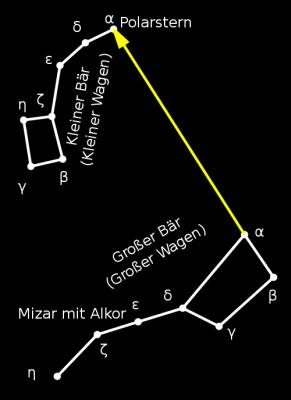 α Polarstern
δ
ε
Kleiner Bär
(Kleiner Wagen)
η ζ
γ β
Großer Bär
(Großer Wagen)
α
β
δ
γ
Mizar mit Alkor
ε
ζ
η